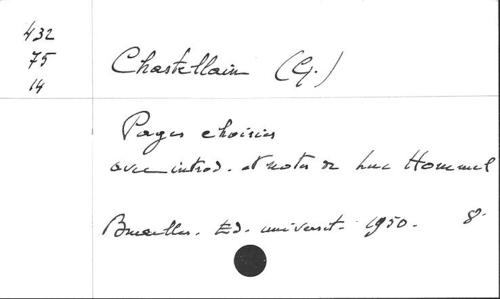 432
75
14
Chastellain (G.)
Pages choisies
avec introd. et notes de Luc Hommel
Bruxelles. Ed. universit. 1950. 8°